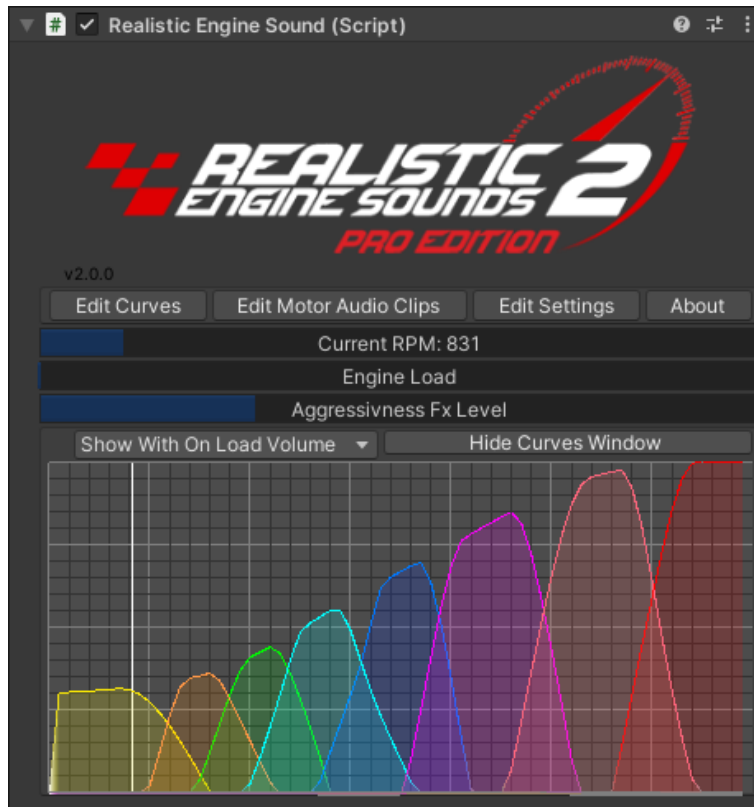 # Realistic Engine Sound (Script)
REALISTIC 2
ENGINE SOUNDS
PRO EDITION
v2.0.0
Edit Curves Edit Motor Audio Clips Edit Settings About
Current RPM: 831
Engine Load
Aggressivness Fx Level
Show With On Load Volume Hide Curves Window